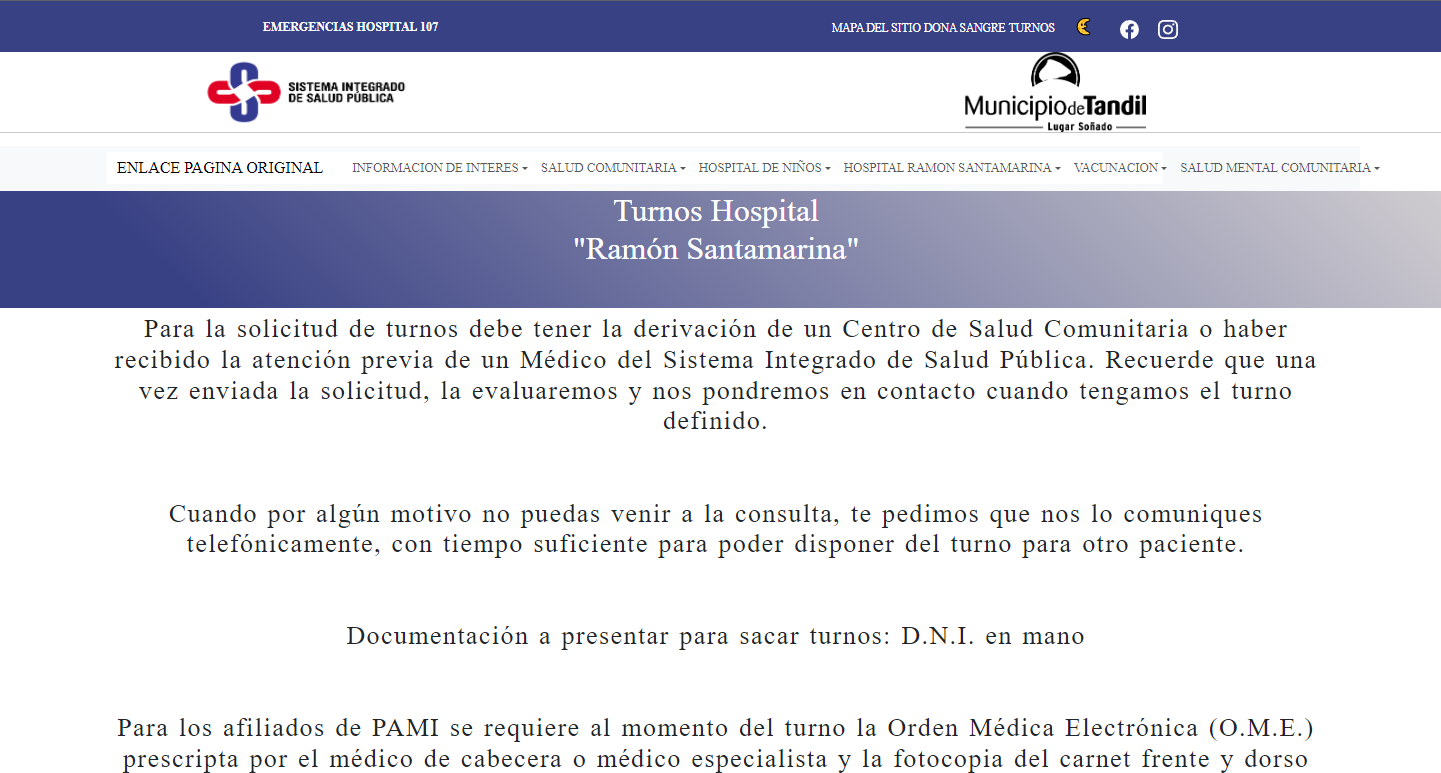 EMERGENCIAS HOSPITAL 107
MAPA DEL SITIO DONA SANGRE TURNOS
SISTEMA INTEGRADO
DE SALUD PÚBLICA
MunicipiodeTandil
Lugar Soñado
ENLACE PAGINA ORIGINAL
INFORMACION DE INTERES
SALUD COMUNITARIA
HOSPITAL DE NIÑOS
HOSPITAL RAMON SANTAMARINA
VACUNACION
SALUD MENTAL COMUNITARIA
Turnos Hospital
"Ramón Santamarina"
Para la solicitud de turnos debe tener la derivación de un Centro de Salud Comunitaria o haber
recibido la atención previa de un Médico del Sistema Integrado de Salud Pública. Recuerde que una
vez enviada la solicitud, la evaluaremos y nos pondremos en contacto cuando tengamos el turno
definido.
Cuando por algún motivo no puedas venir a la consulta, te pedimos que nos lo comuniques
telefónicamente, con tiempo suficiente para poder disponer del turno para otro paciente.
Documentación a presentar para sacar turnos: D.N.I. en mano
Para los afiliados de PAMI se requiere al momento del turno la Orden Médica Electrónica (O.M.E.)
prescripta por el médico de cabecera o médico especialista y la fotocopia del carnet frente y dorso